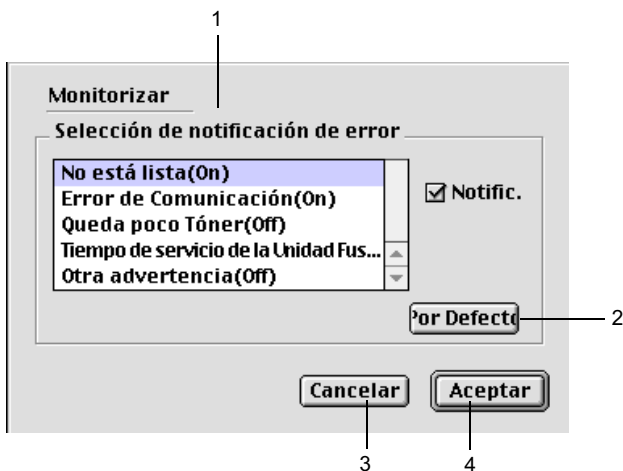 1
Monitorizar
Selección de notificación de error
No está lista(On)
Error de Comunicación(On)
Queda poco Tóner(Off)
Tiempo de servicio de la Unidad Fus...
Otra advertencia(Off)
Notific.
Por Defecto
2
Cancelar
Aceptar
3
4